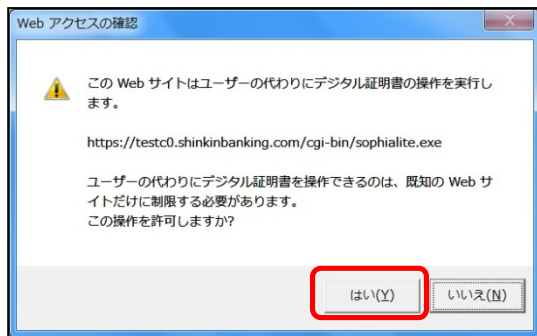 Web アクセスの確認
この Web サイトはユーザーの代わりにデジタル証明書の操作を実行し
ます。
https://testc0.shinkinbanking.com/cgi-bin/sophialite.exe
ユーザーの代わりにデジタル証明書を操作できるのは、既知の Web サ
イトだけに制限する必要があります。
この操作を許可しますか?
はい(Y) いいえ(N)